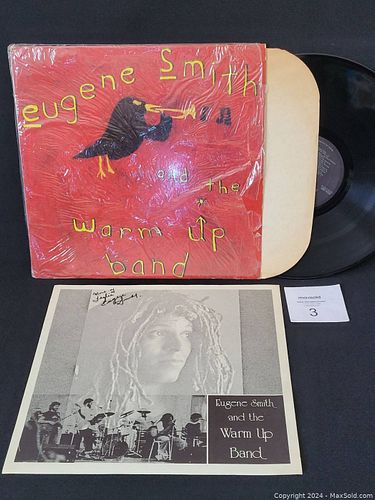 Eugene Smith
and the
Warm Up
band
maxsold
3
Eugene Smith
and the
Warm Up
Band
Copyright 2024 - MaxSold.com